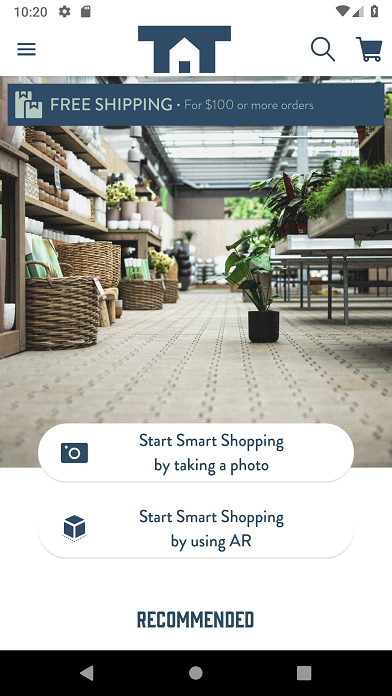 10:20
FREE SHIPPING • For $100 or more orders
Start Smart Shopping
by taking a photo
Start Smart Shopping
by using AR
RECOMMENDED